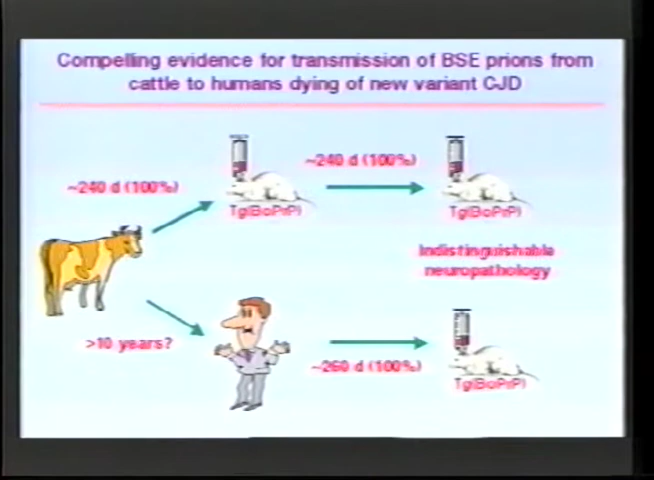 Compelling evidence for transmission of BSE prions from
cattle to humans dying of new variant CJD
~240 d (100%)
~240 d (100%)
Tg(BoPrP)
Tg(BoPrP)
Indistinguishable
neuropathology
>10 years?
~260 d (100%)
Tg(BoPrP)